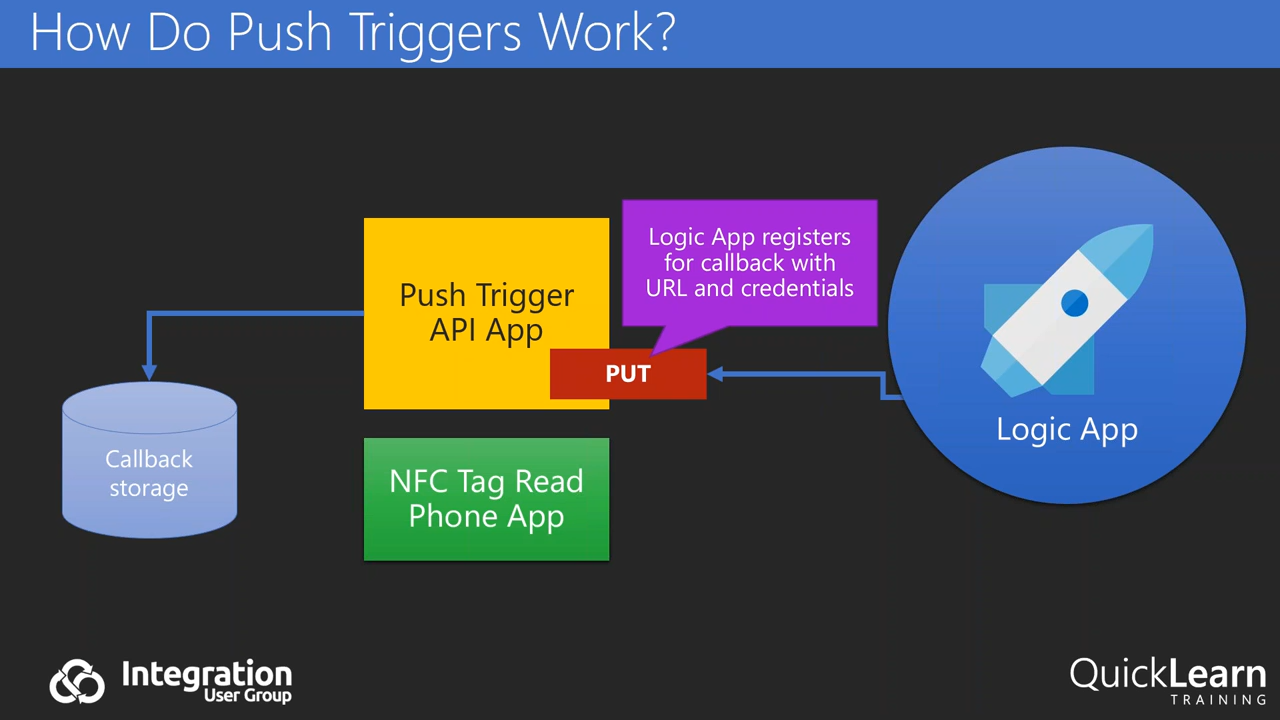 How Do Push Triggers Work?
Logic App registers
for callback with
URL and credentials
Push Trigger
API App
PUT
Logic App
Callback
storage
NFC Tag Read
Phone App
Integration
User Group
QuickLearn
TRAINING